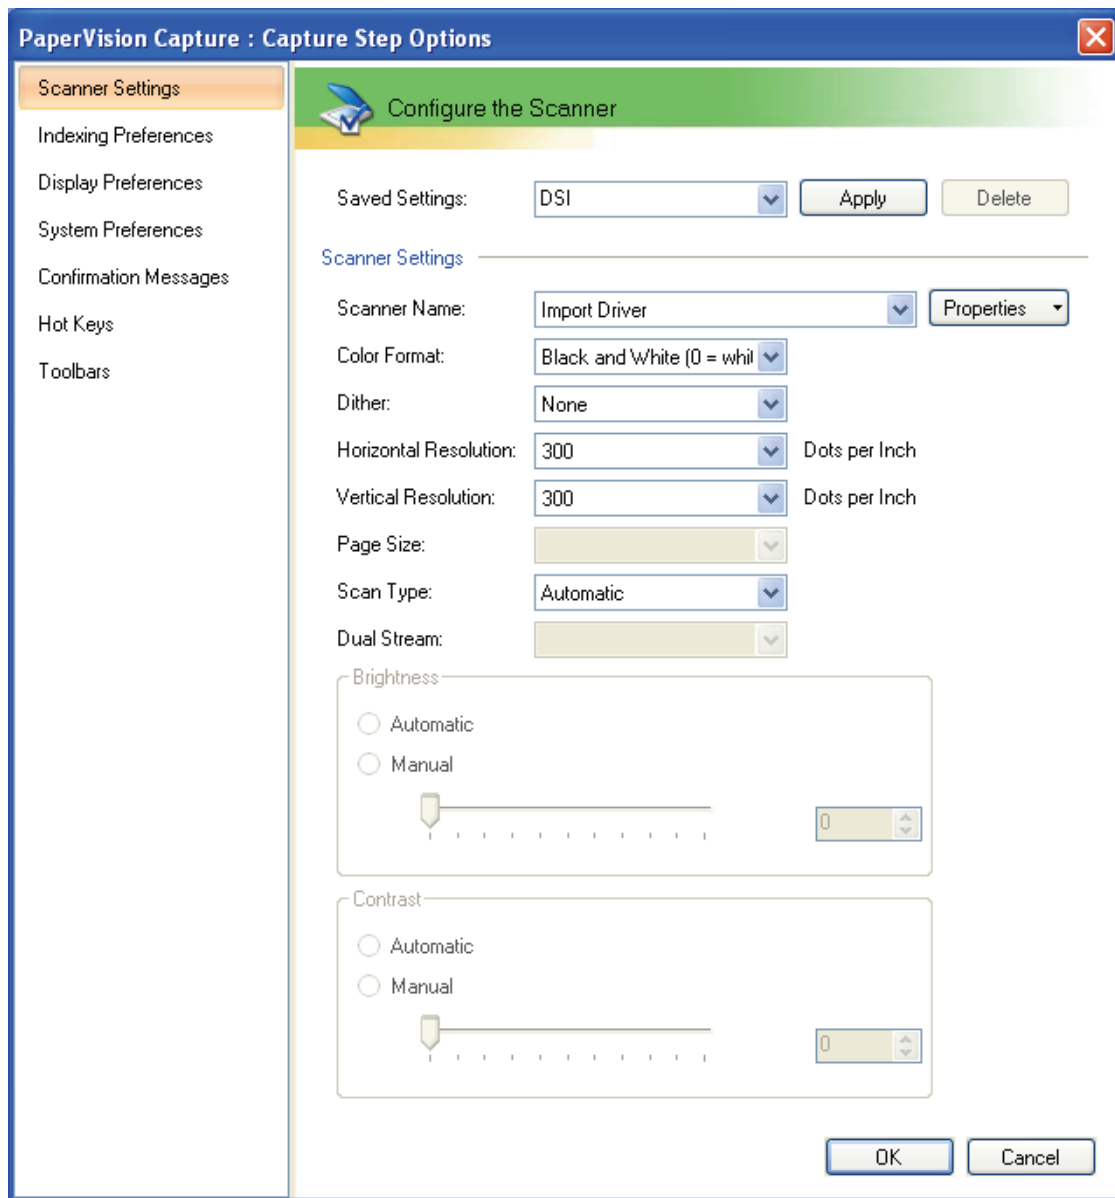 PaperVision Capture : Capture Step Options
Scanner Settings
Indexing Preferences
Display Preferences
System Preferences
Confirmation Messages
Hot Keys
Toolbars
Configure the Scanner
Saved Settings: DSI Apply Delete
Scanner Settings
Scanner Name: Import Driver Properties
Color Format: Black and White (0 = whit
Dither: None
Horizontal Resolution: 300 Dots per Inch
Vertical Resolution: 300 Dots per Inch
Page Size:
Scan Type: Automatic
Dual Stream:
Brightness
Automatic
Manual
0
Contrast
Automatic
Manual
0
OK Cancel